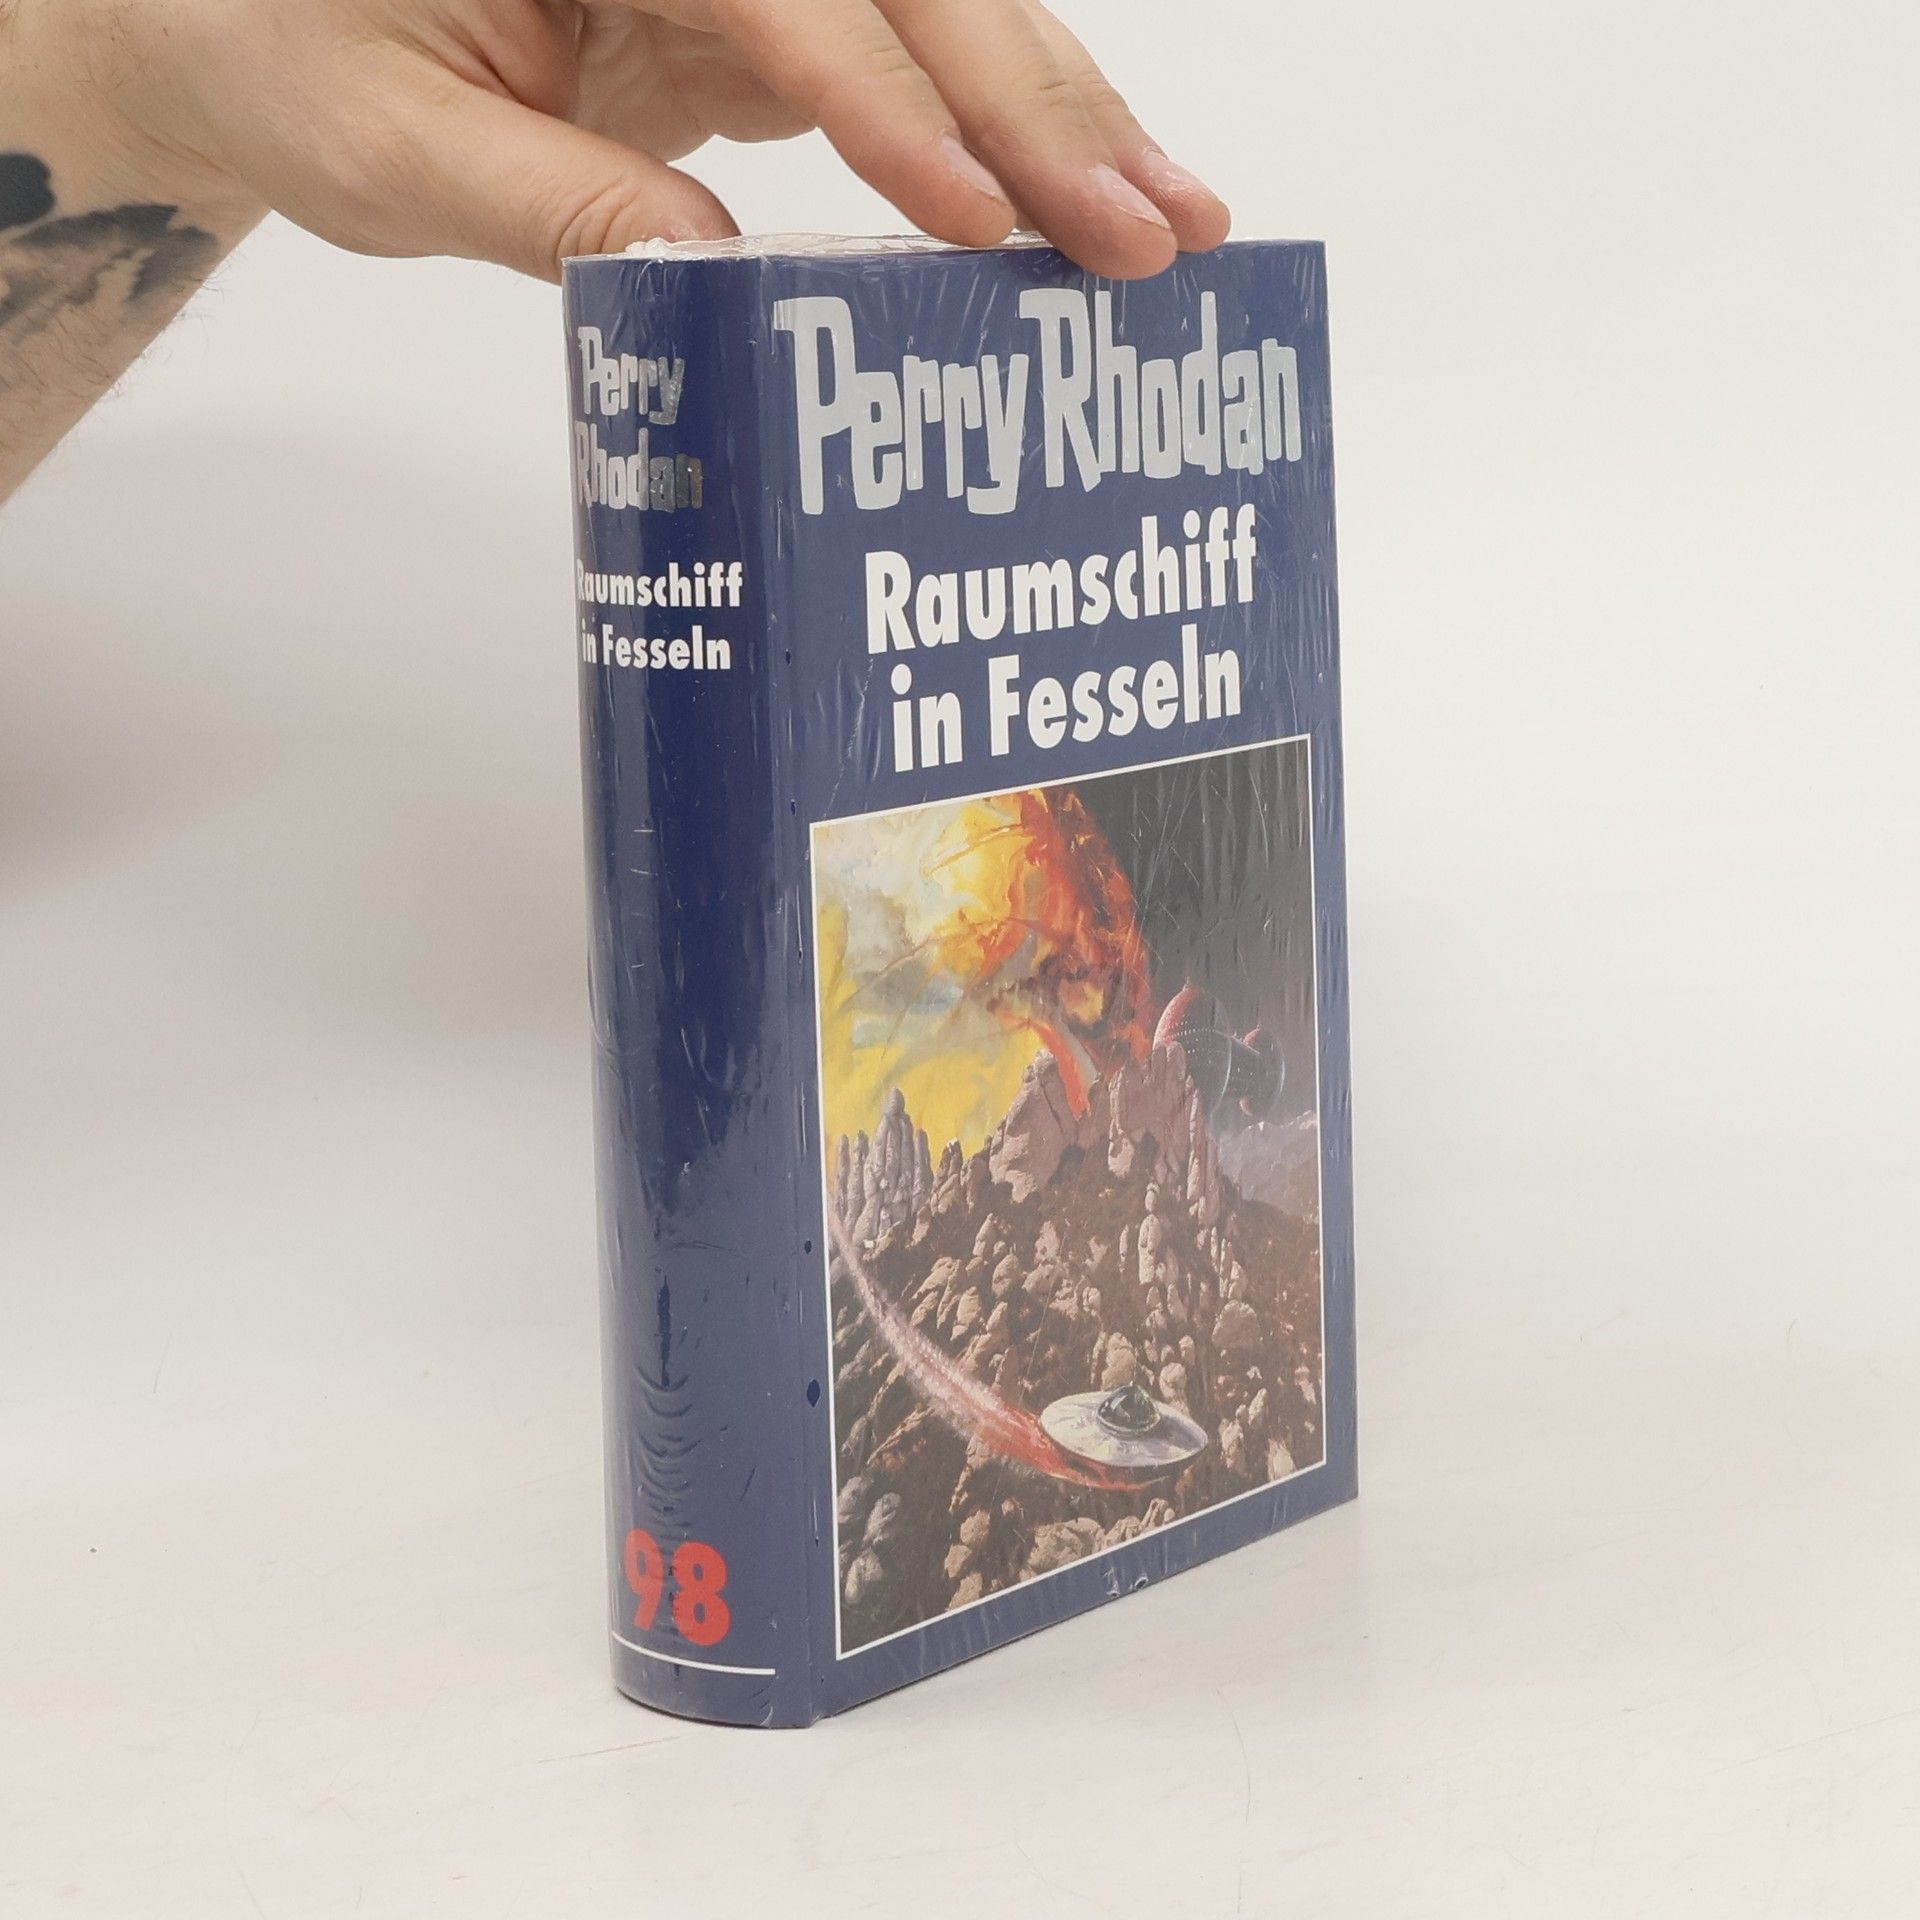 Perry
Rhodan
Raumschiff
in Fesseln
98
Perry Rhodan
Raumschiff
in Fesseln